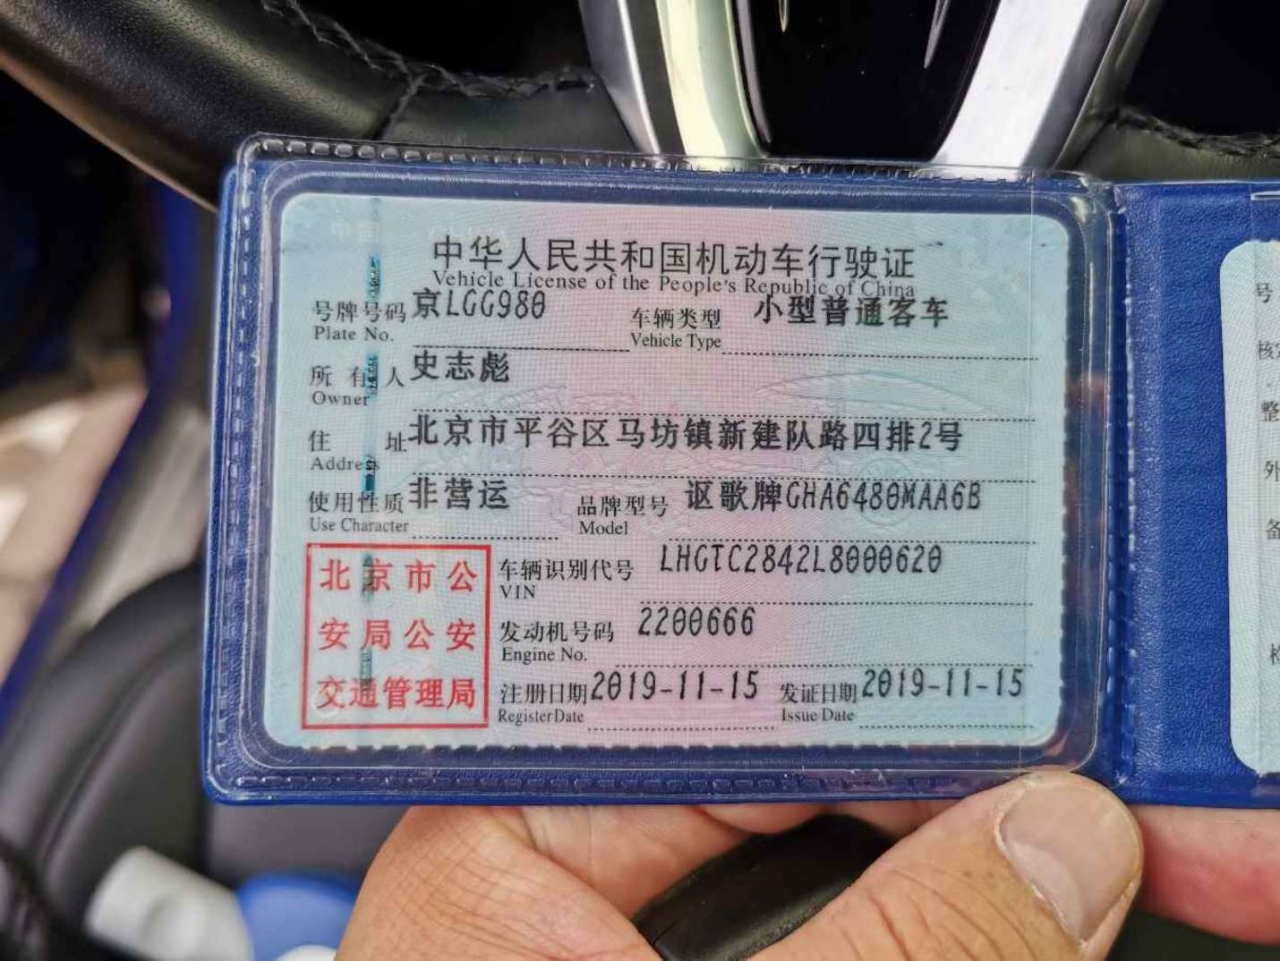 中华人民共和国机动车行驶证
Vehicle License of the People's Republic of China
号牌号码 京LGG980 车辆类型 小型普通客车
Plate No. Vehicle Type
所有人 史志彪
Owner
住址 北京市平谷区马坊镇新建队路四排2号
Address
使用性质 非营运 品牌型号 讴歌牌GHA6480MAA6B
Use Character Model
北京市公
安局公安
交通管理局
车辆识别代号 LHGTC2842L8000620
VIN
发动机号码 2200666
Engine No.
注册日期 2019-11-15 发证日期 2019-11-15
Register Date Issue Date
号
核定
整
外